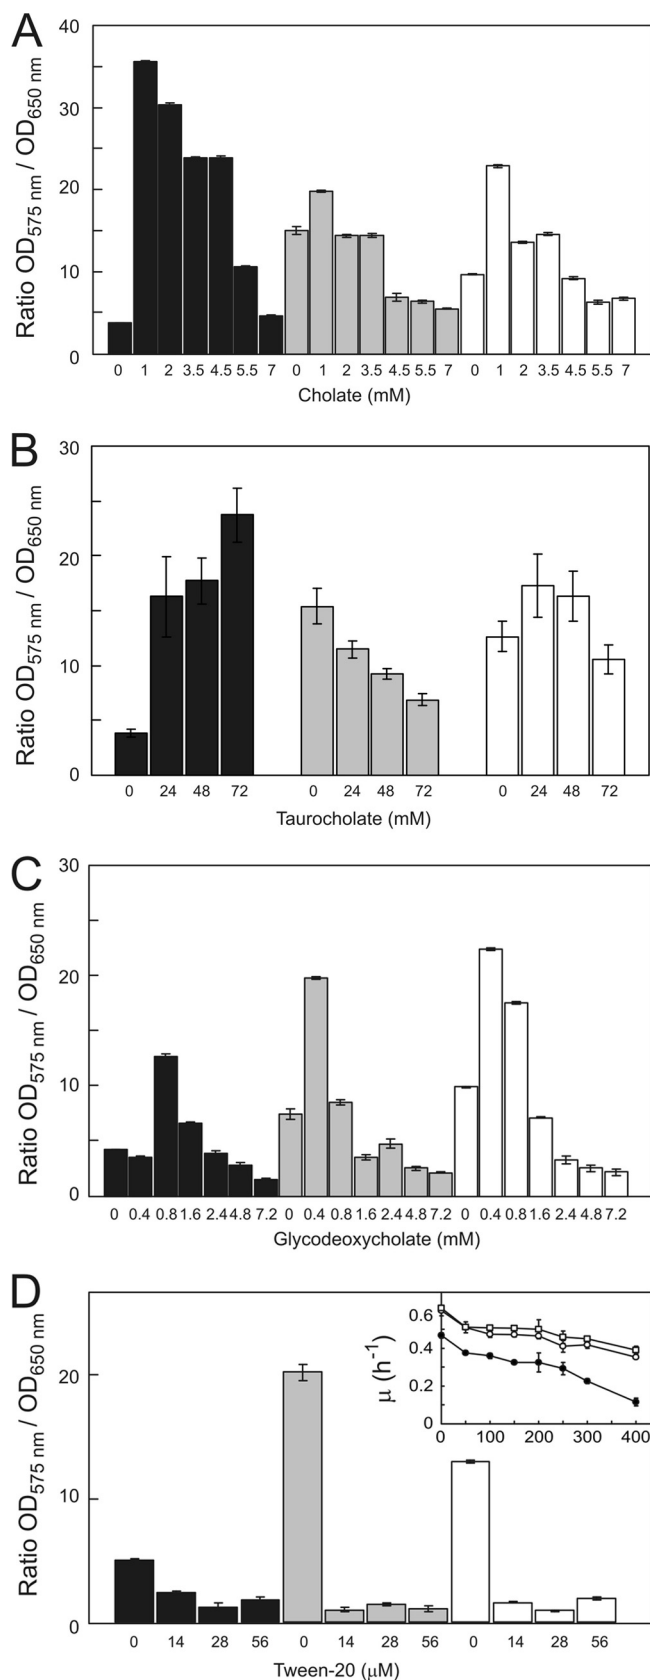 A
40
30
20
10
0
Ratio OD575 nm / OD650 nm
0 1 2 3.5 4.5 5.5 7 0 1 2 3.5 4.5 5.5 7 0 1 2 3.5 4.5 5.5 7
Cholate (mM)
B
30
20
10
0
Ratio OD575 nm / OD650 nm
0 24 48 72 0 24 48 72 0 24 48 72
Taurocholate (mM)
C
30
20
10
0
Ratio OD575 nm / OD650 nm
0 0.4 0.8 1.6 2.4 4.8 7.2 0 0.4 0.8 1.6 2.4 4.8 7.2 0 0.4 0.8 1.6 2.4 4.8 7.2
Glycodeoxycholate (mM)
D
20
10
0
Ratio OD575 nm / OD650 nm
0.6
0.4
0.2
0
μ (h-1)
0 100 200 300 400
0 14 28 56 0 14 28 56 0 14 28 56
Tween-20 (μM)